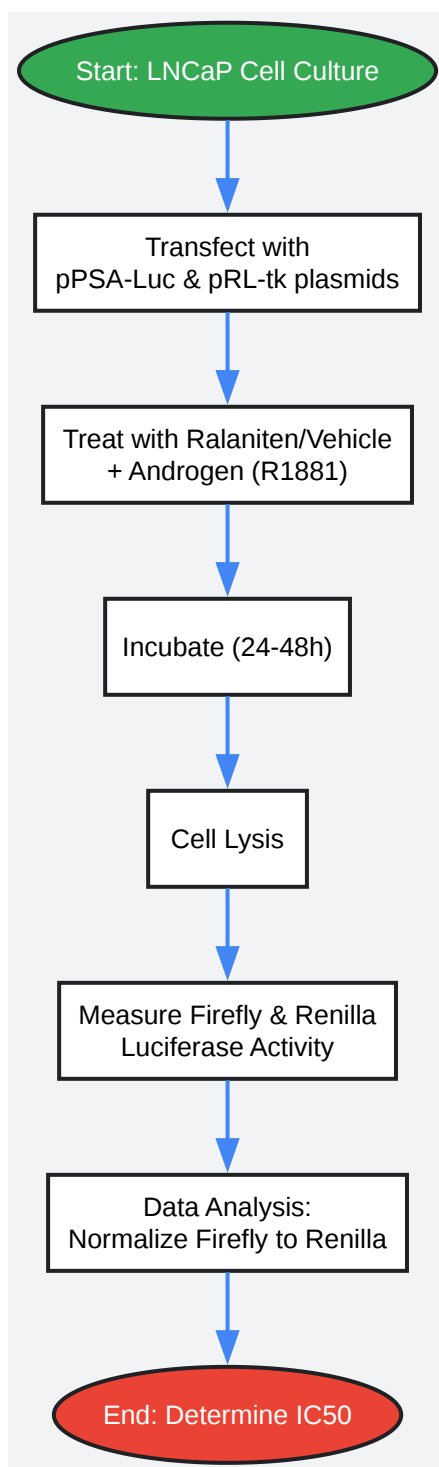 Start: LNCaP Cell Culture
Transfect with
pPSA-Luc & pRL-tk plasmids
Treat with Ralaniten/Vehicle
+ Androgen (R1881)
Incubate (24-48h)
Cell Lysis
Measure Firefly & Renilla
Luciferase Activity
Data Analysis:
Normalize Firefly to Renilla
End: Determine IC50